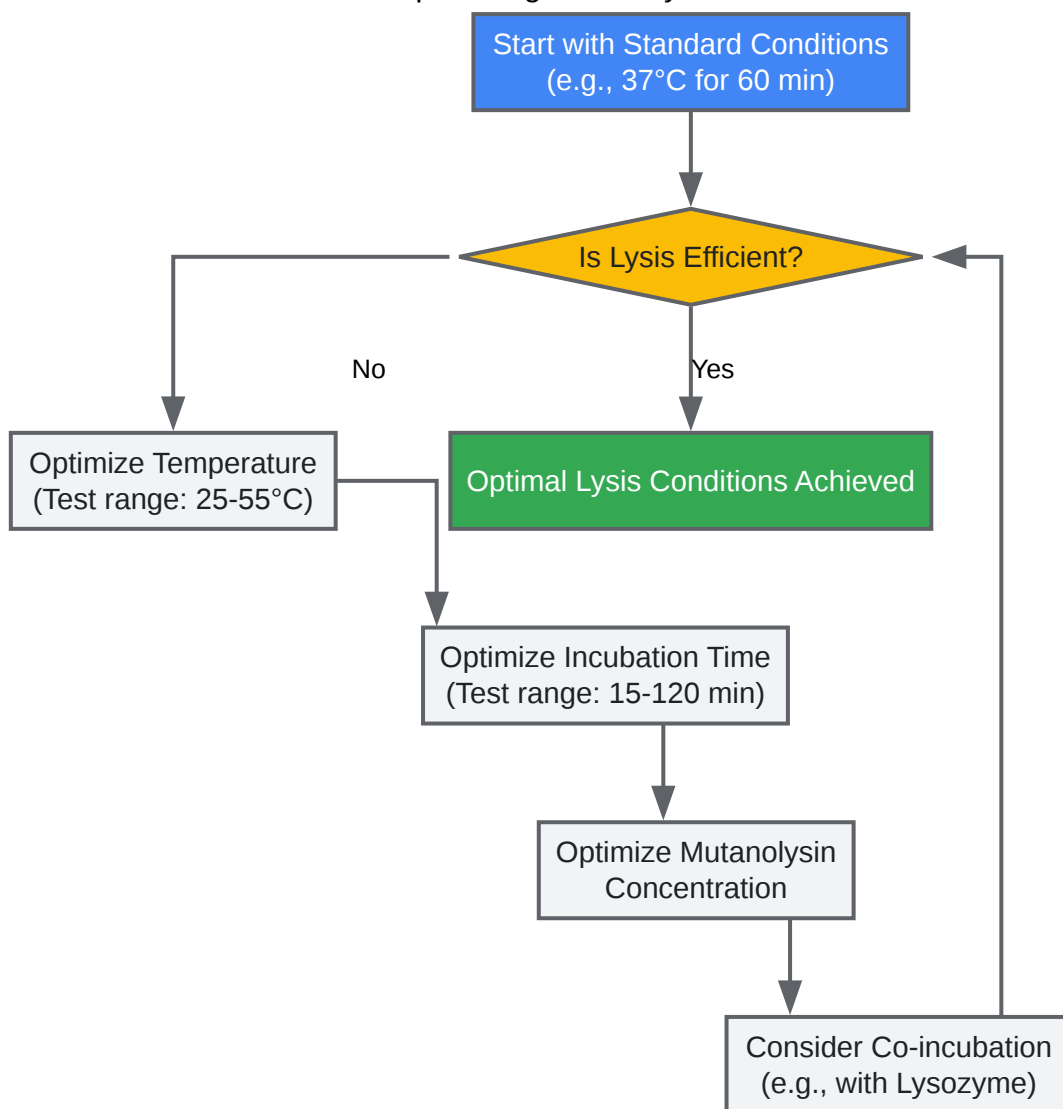 Start with Standard Conditions
(e.g., 37°C for 60 min)
Is Lysis Efficient?
No
Yes
Optimize Temperature
(Test range: 25-55°C)
Optimal Lysis Conditions Achieved
Optimize Incubation Time
(Test range: 15-120 min)
Optimize Mutanolysin
Concentration
Consider Co-incubation
(e.g., with Lysozyme)